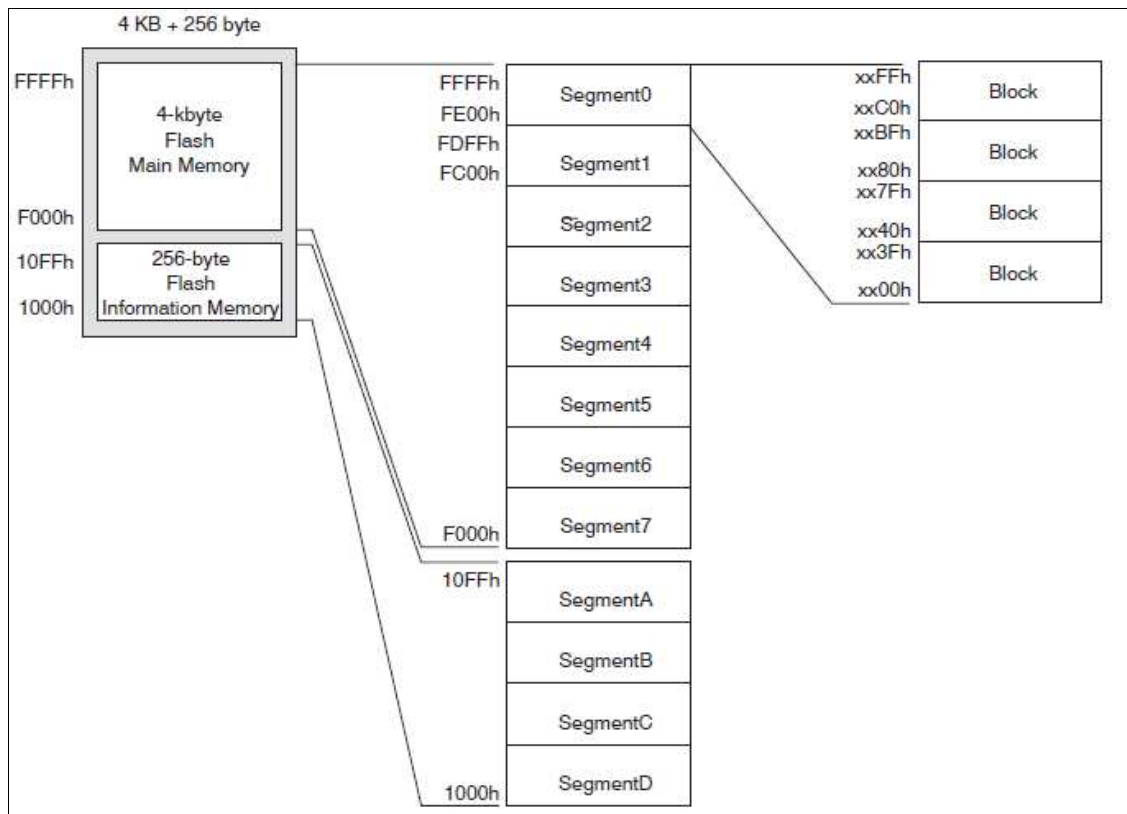 4 KB + 256 byte
FFFFh
4-kbyte
Flash
Main Memory
F000h
10FFh
256-byte
Flash
Information Memory
1000h
FFFFh
FE00h
FDFFh
FC00h
F000h
10FFh
1000h
Segment0
Segment1
Segment2
Segment3
Segment4
Segment5
Segment6
Segment7
SegmentA
SegmentB
SegmentC
SegmentD
xxFFh
xxC0h
xxBFh
xx80h
xx7Fh
xx40h
xx3Fh
xx00h
Block
Block
Block
Block